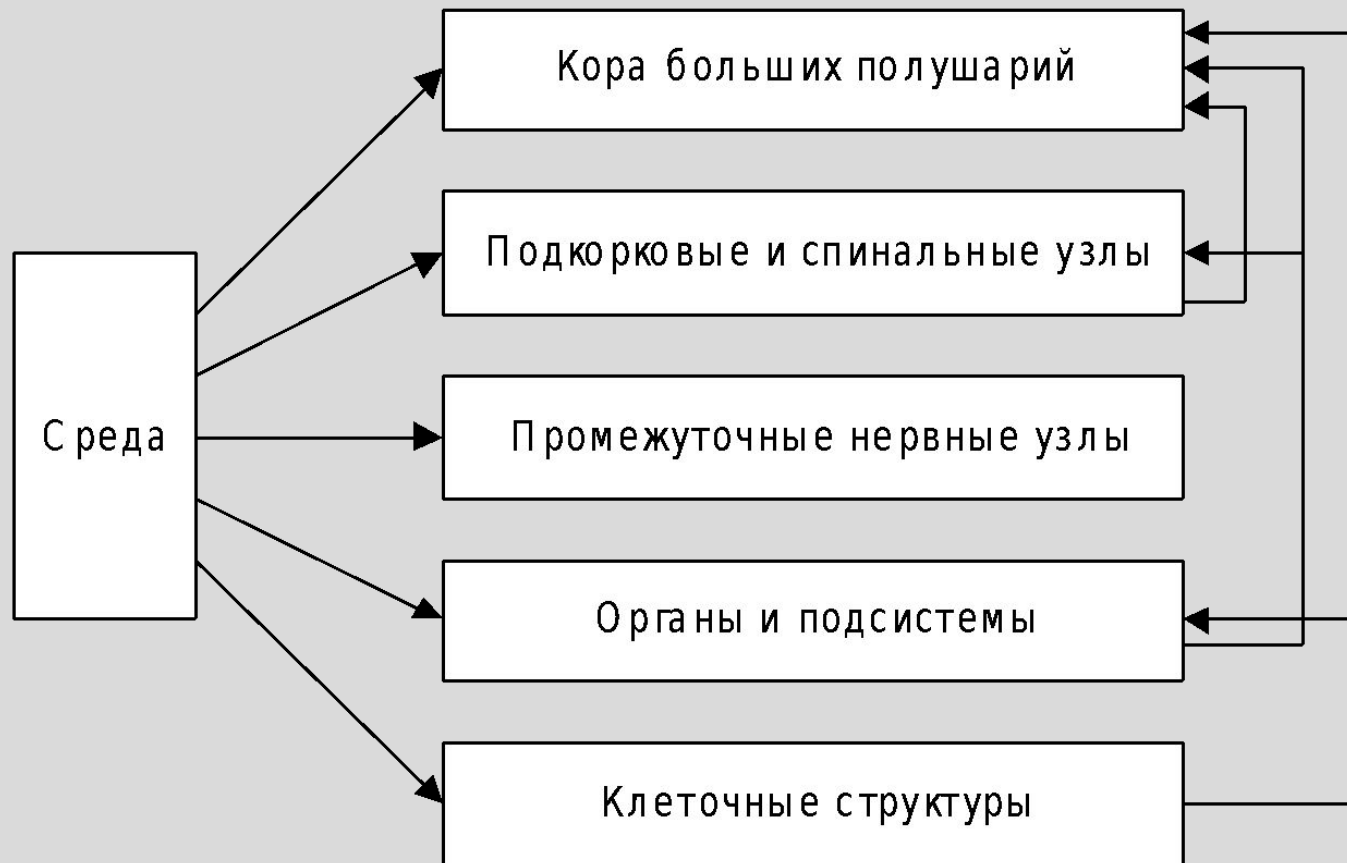 Кора больших полушарий
Подкорковые и спинальные узлы
Среда
Промежуточные нервные узлы
Органы и подсистемы
Клеточные структуры